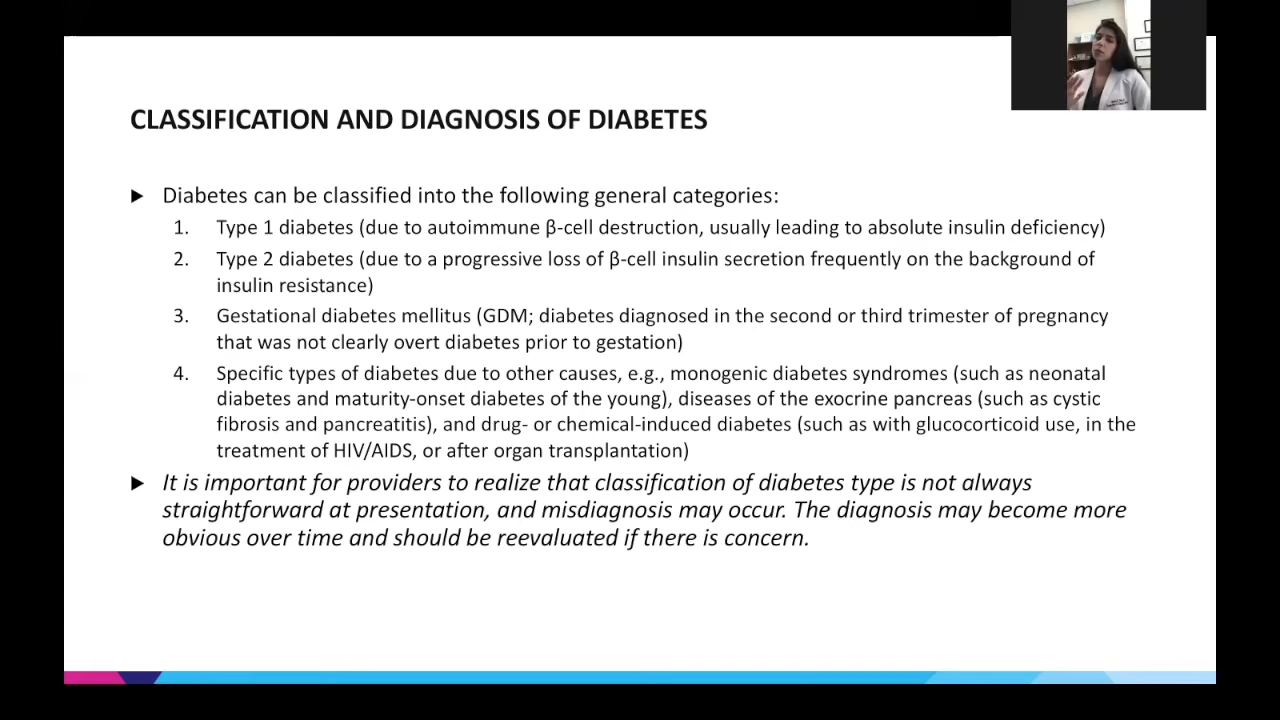 CLASSIFICATION AND DIAGNOSIS OF DIABETES
▶ Diabetes can be classified into the following general categories:
1. Type 1 diabetes (due to autoimmune β-cell destruction, usually leading to absolute insulin deficiency)
2. Type 2 diabetes (due to a progressive loss of β-cell insulin secretion frequently on the background of
insulin resistance)
3. Gestational diabetes mellitus (GDM; diabetes diagnosed in the second or third trimester of pregnancy
that was not clearly overt diabetes prior to gestation)
4. Specific types of diabetes due to other causes, e.g., monogenic diabetes syndromes (such as neonatal
diabetes and maturity-onset diabetes of the young), diseases of the exocrine pancreas (such as cystic
fibrosis and pancreatitis), and drug- or chemical-induced diabetes (such as with glucocorticoid use, in the
treatment of HIV/AIDS, or after organ transplantation)
▶ It is important for providers to realize that classification of diabetes type is not always
straightforward at presentation, and misdiagnosis may occur. The diagnosis may become more
obvious over time and should be reevaluated if there is concern.